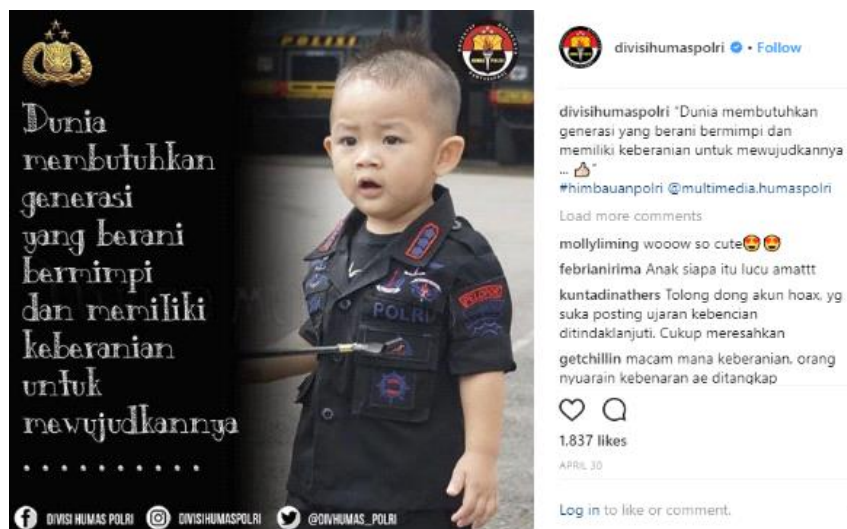 POLISI
Dunia
membutuhkan
generasi
yang berani
bermimpi
dan memiliki
keberanian
untuk
mewujudkannya
. . . . . . . . . .
POLRI
PELOPOR
DIVISI HUMAS POLRI
DIVISIHUMASPOLRI
@DIVHUMAS_POLRI
divisihumaspolri • Follow
divisihumaspolri "Dunia membutuhkan
generasi yang berani bermimpi dan
memiliki keberanian untuk mewujudkannya
... 👍"
#himbauanpolri @multimedia.humaspolri
Load more comments
mollyliming wooow so cute😍😍
febrianirima Anak siapa itu lucu amattt
kuntadinathers Tolong dong akun hoax, yg
suka posting ujaran kebencian
ditindaklanjuti. Cukup meresahkan
getchillin macam mana keberanian, orang
nyuarain kebenaran ae ditangkap
1.837 likes
APRIL 30
Log in to like or comment.